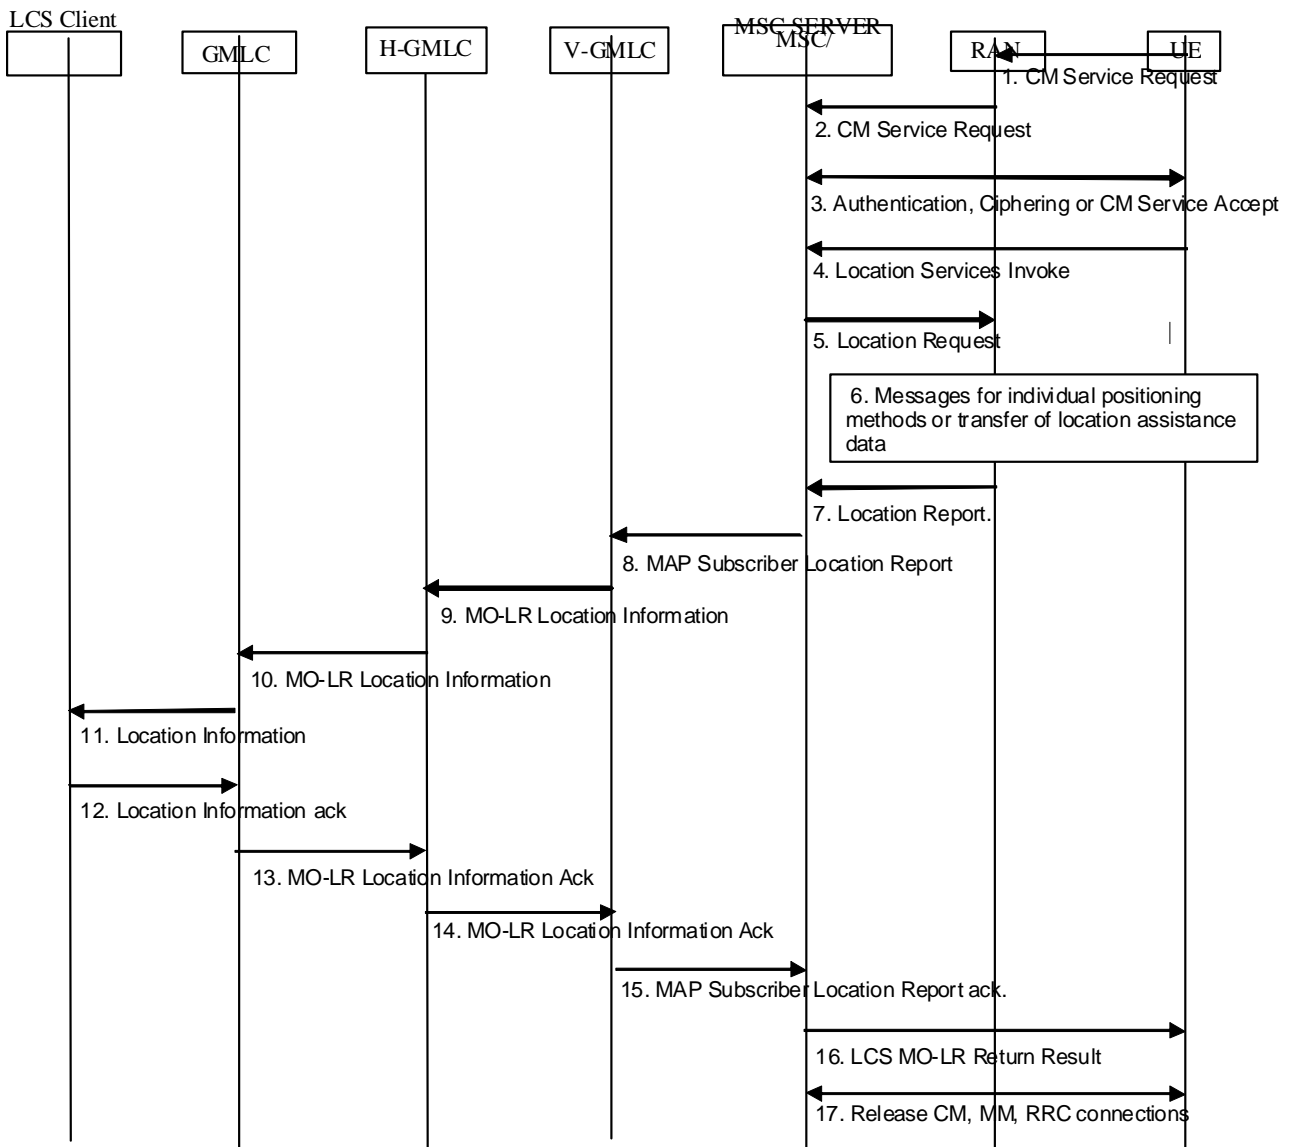 LCS Client
GMLC
H-GMLC
V-GMLC
MSC SERVER
MSC/
RAN
UE
1. CM Service Request
2. CM Service Request
3. Authentication, Ciphering or CM Service Accept
4. Location Services Invoke
5. Location Request
6. Messages for individual positioning
methods or transfer of location assistance
data
7. Location Report.
8. MAP Subscriber Location Report
9. MO-LR Location Information
10. MO-LR Location Information
11. Location Information
12. Location Information ack
13. MO-LR Location Information Ack
14. MO-LR Location Information Ack
15. MAP Subscriber Location Report ack.
16. LCS MO-LR Return Result
17. Release CM, MM, RRC connections